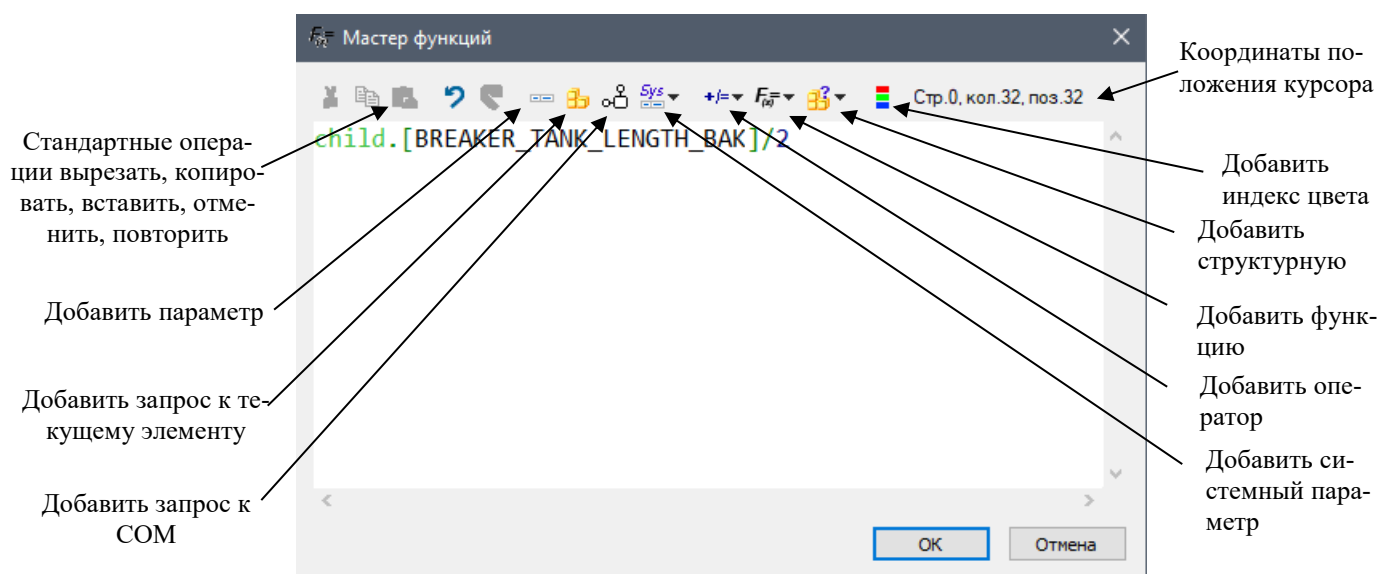 Мастер функций
Sys
+/=
F(x)=
?
Стр.0, кол.32, поз.32
child.[BREAKER_TANK_LENGTH_BAK]/2
ОК
Отмена
Стандартные опера-
ции вырезать, копиро-
вать, вставить, отме-
нить, повторить
Добавить параметр
Добавить запрос к те-
кущему элементу
Добавить запрос к
COM
Координаты по-
ложения курсора
Добавить
индекс цвета
Добавить
структурную
Добавить функ-
цию
Добавить опе-
ратор
Добавить си-
стемный пара-
метр